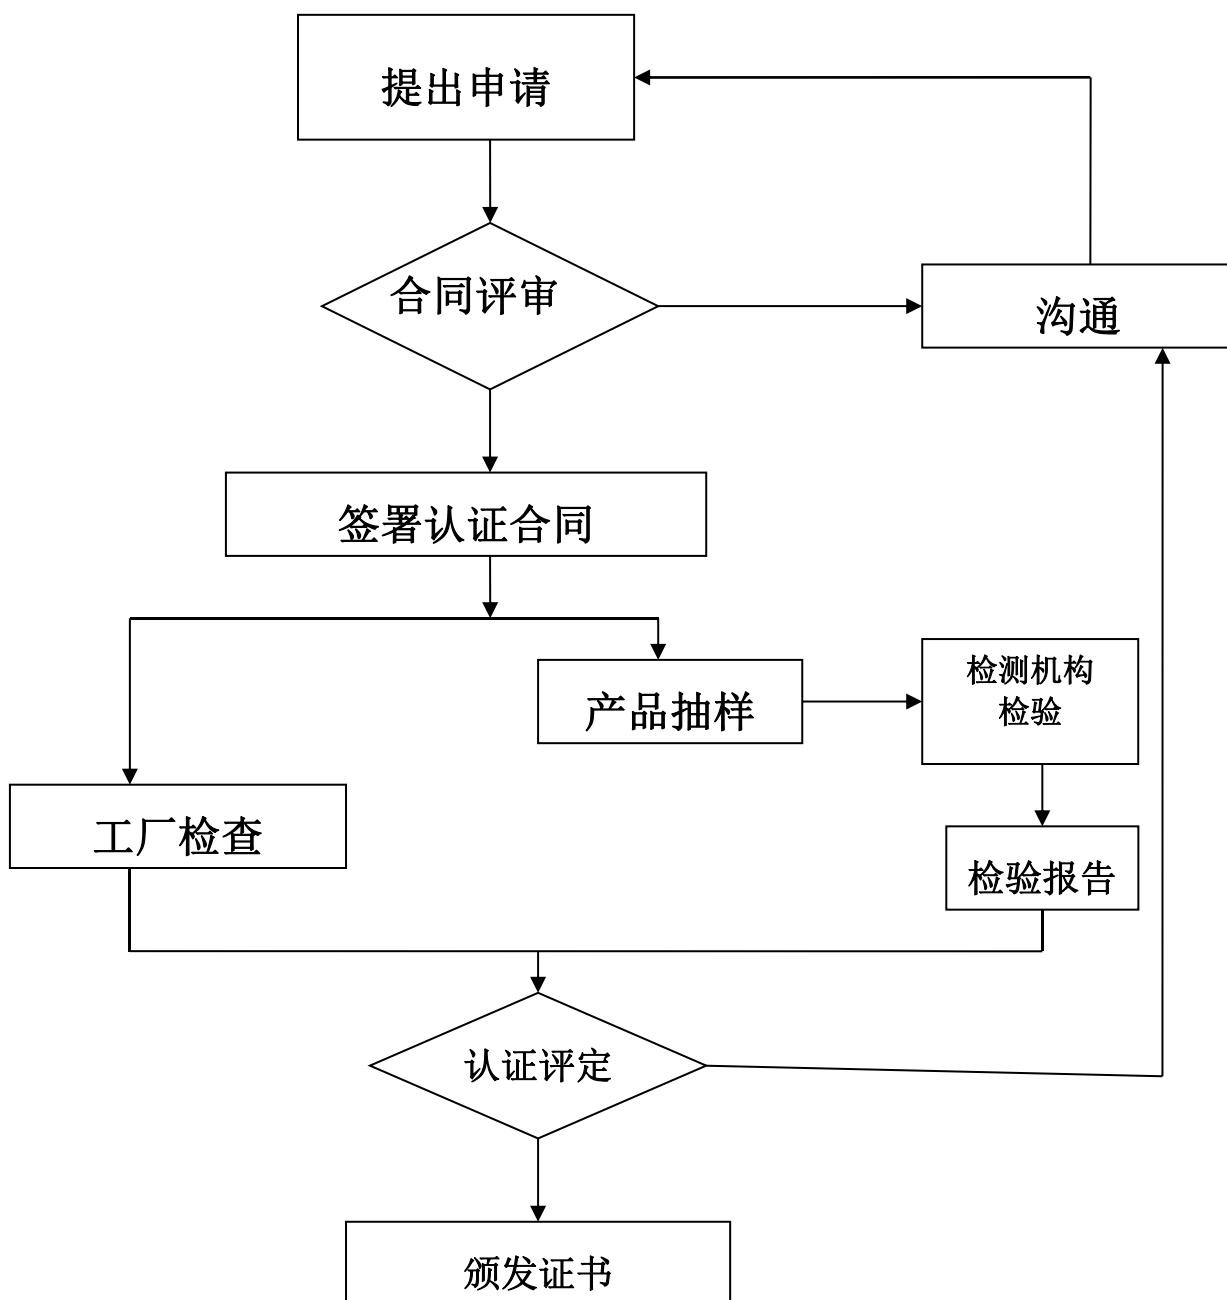 提出申请
合同评审
沟通
签署认证合同
产品抽样
检测机构
检验
工厂检查
检验报告
认证评定
颁发证书